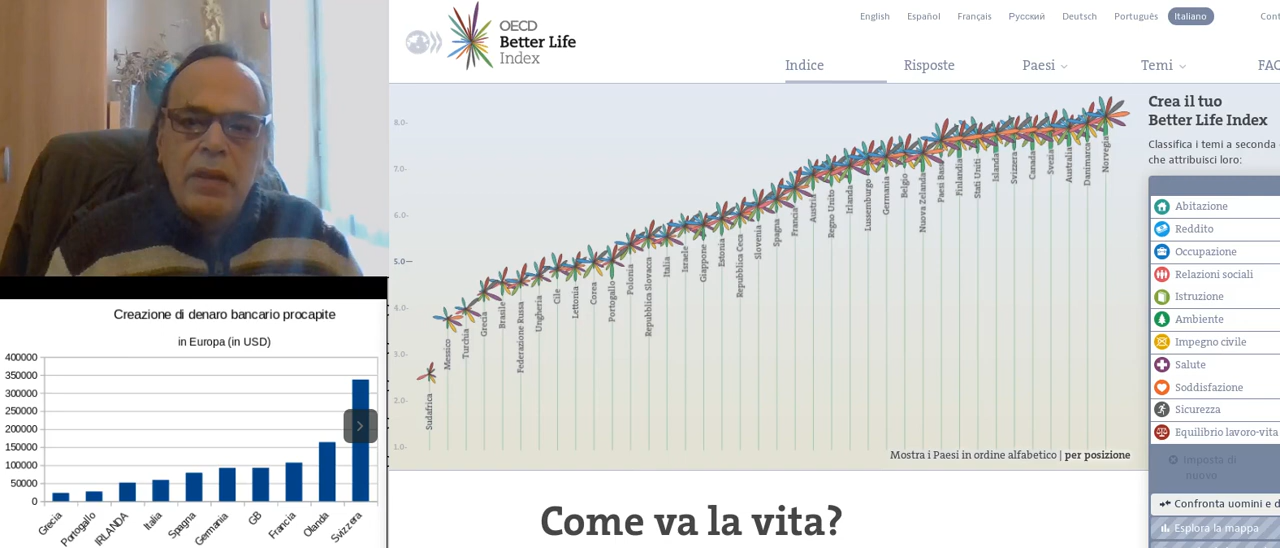 OECD
Better Life
Index
English Español Français Русский Deutsch Português Italiano
Indice Risposte Paesi Temi
Crea il tuo
Better Life Index
Classifica i temi a seconda
che attribuisci loro:
8.0
7.0
6.0
5.0
4.0
3.0
2.0
1.0
Sudafrica
Messico
Turchia
Grecia
Brasile
Federazione Russa
Ungheria
Cile
Lettonia
Corea
Portogallo
Polonia
Repubblica Slovacca
Italia
Israele
Giappone
Estonia
Repubblica Ceca
Slovenia
Spagna
Francia
Austria
Regno Unito
Irlanda
Lussemburgo
Germania
Belgio
Nuova Zelanda
Paesi Bassi
Finlandia
Stati Uniti
Islanda
Svizzera
Canada
Svezia
Australia
Danimarca
Norvegia
Abitazione
Reddito
Occupazione
Relazioni sociali
Istruzione
Ambiente
Impegno civile
Salute
Soddisfazione
Sicurezza
Equilibrio lavoro-vita
Imposta di
nuovo
Confronta uomini e d
Esplora la mappa
Mostra i Paesi in ordine alfabetico | per posizione
Come va la vita?
Creazione di denaro bancario procapite
in Europa (in USD)
400000
350000
300000
250000
200000
150000
100000
50000
0
Grecia
Portogallo
IRLANDA
Italia
Spagna
Germania
GB
Francia
Olanda
Svizzera